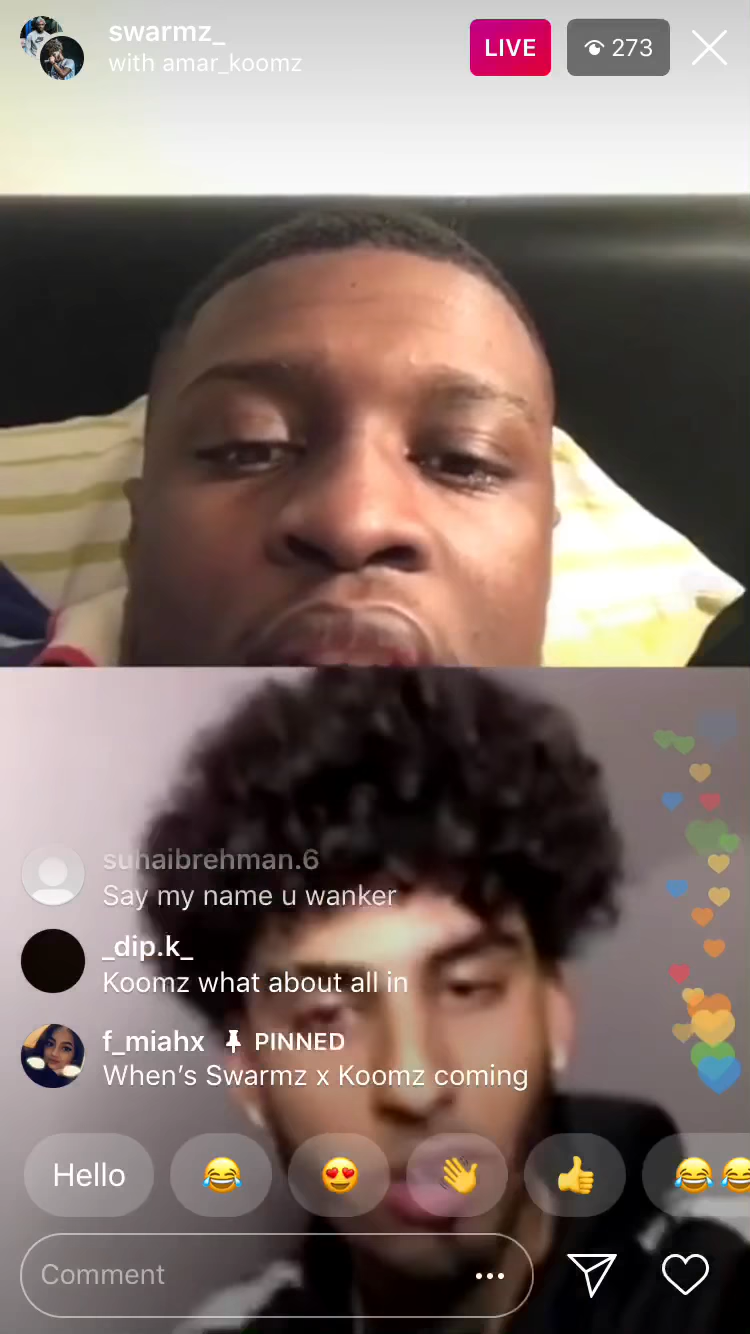 swarmz_
with amar_koomz
LIVE
273
suhaibrehman.6
Say my name u wanker
_dip.k_
Koomz what about all in
f_miahx PINNED
When’s Swarmz x Koomz coming
Hello
Comment